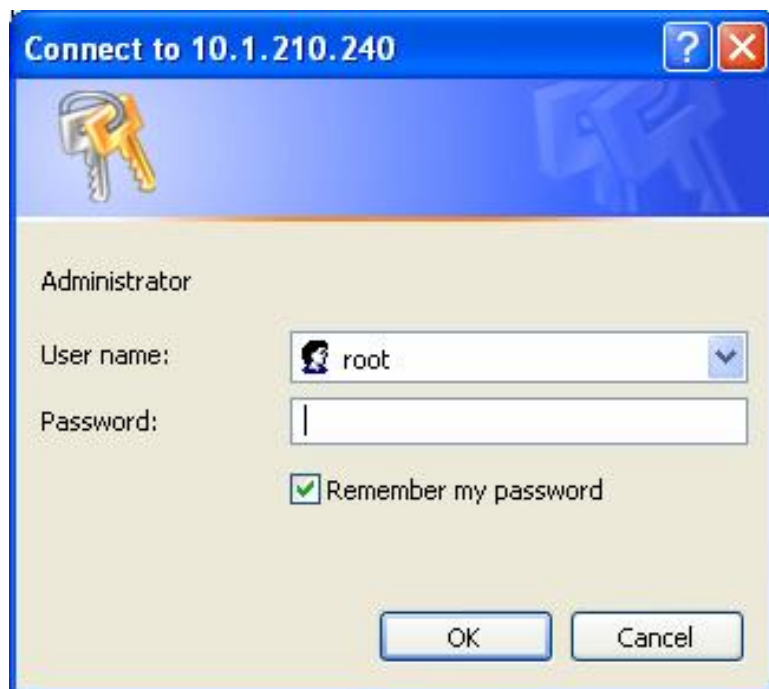 Connect to 10.1.210.240
Administrator
User name: root
Password:
Remember my password
OK Cancel